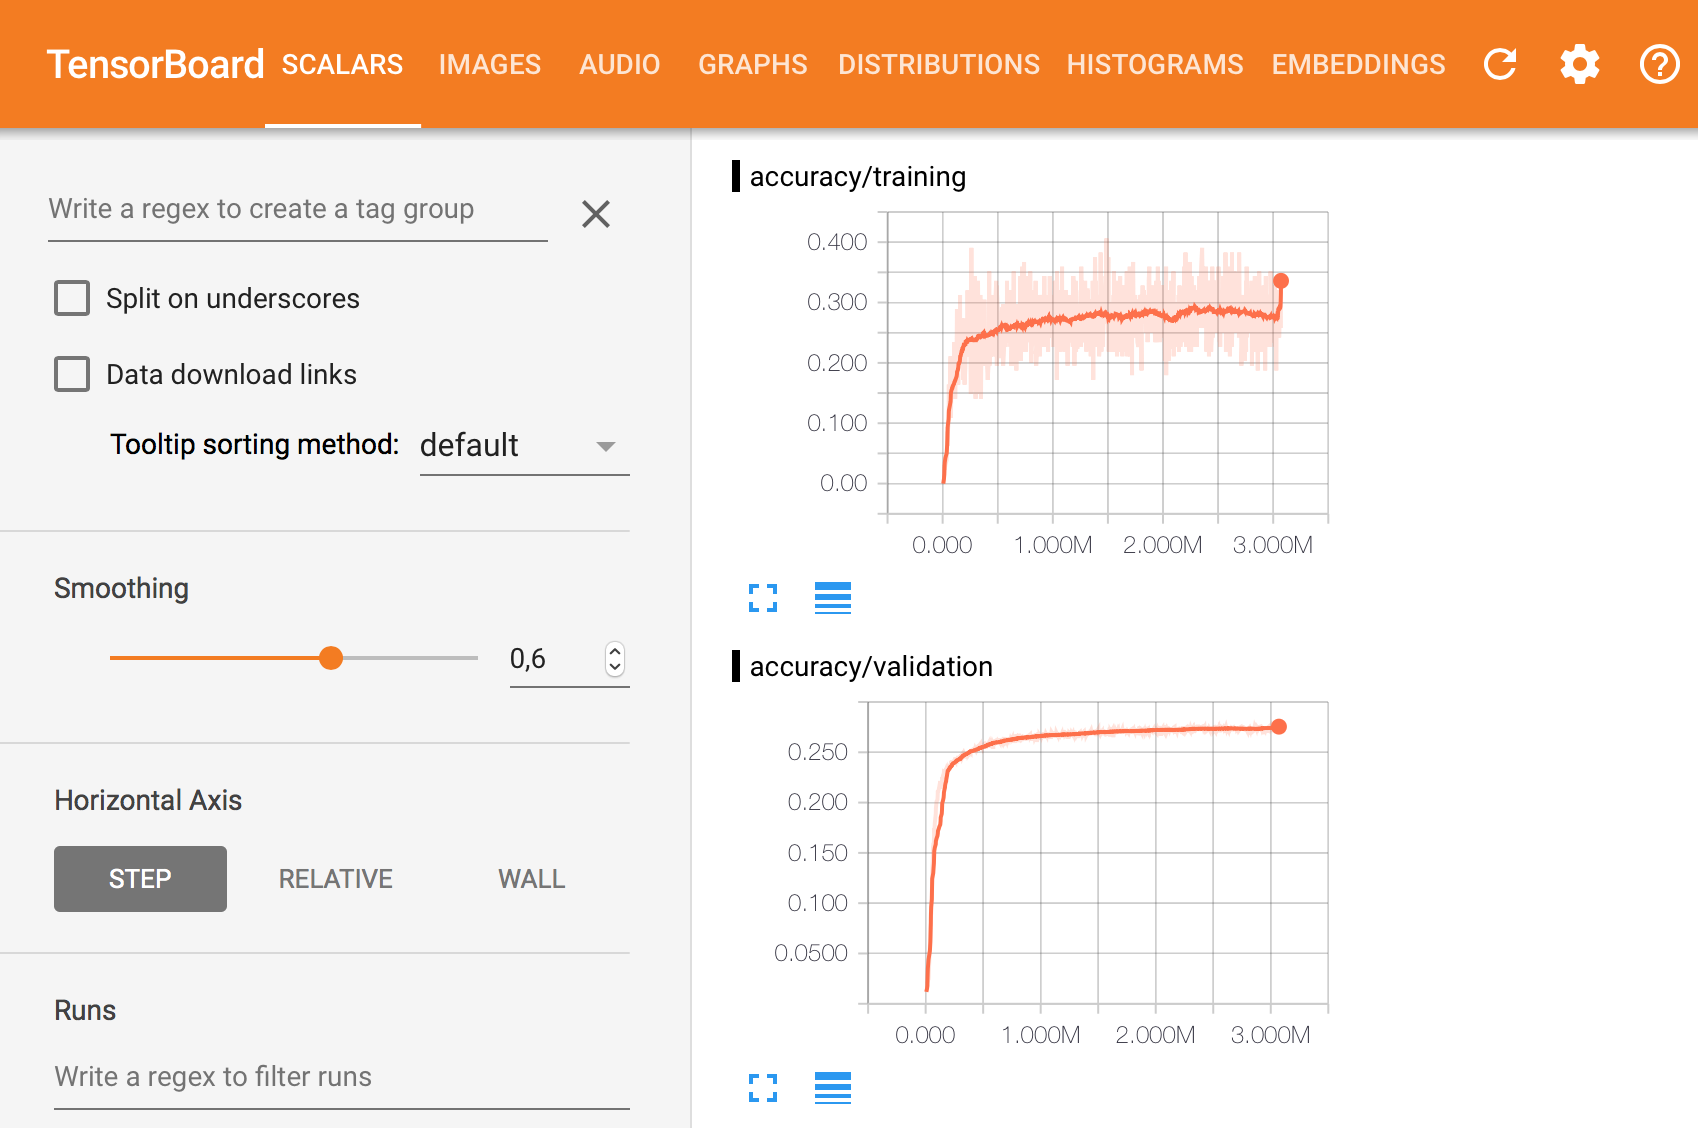 TensorBoard SCALARS IMAGES AUDIO GRAPHS DISTRIBUTIONS HISTOGRAMS EMBEDDINGS
Write a regex to create a tag group
Split on underscores
Data download links
Tooltip sorting method: default
Smoothing
0,6
Horizontal Axis
STEP RELATIVE WALL
Runs
Write a regex to filter runs
accuracy/training
0.400
0.300
0.200
0.100
0.00
0.000 1.000M 2.000M 3.000M
accuracy/validation
0.250
0.200
0.150
0.100
0.0500
0.000 1.000M 2.000M 3.000M